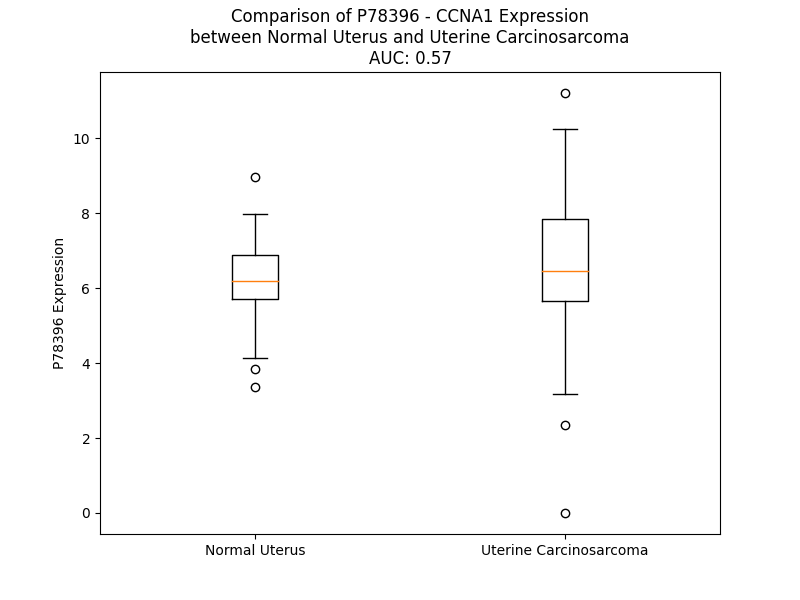 Comparison of P78396 - CCNA1 Expression
between Normal Uterus and Uterine Carcinosarcoma
AUC: 0.57
P78396 Expression
10
8
6
4
2
0
Normal Uterus
Uterine Carcinosarcoma